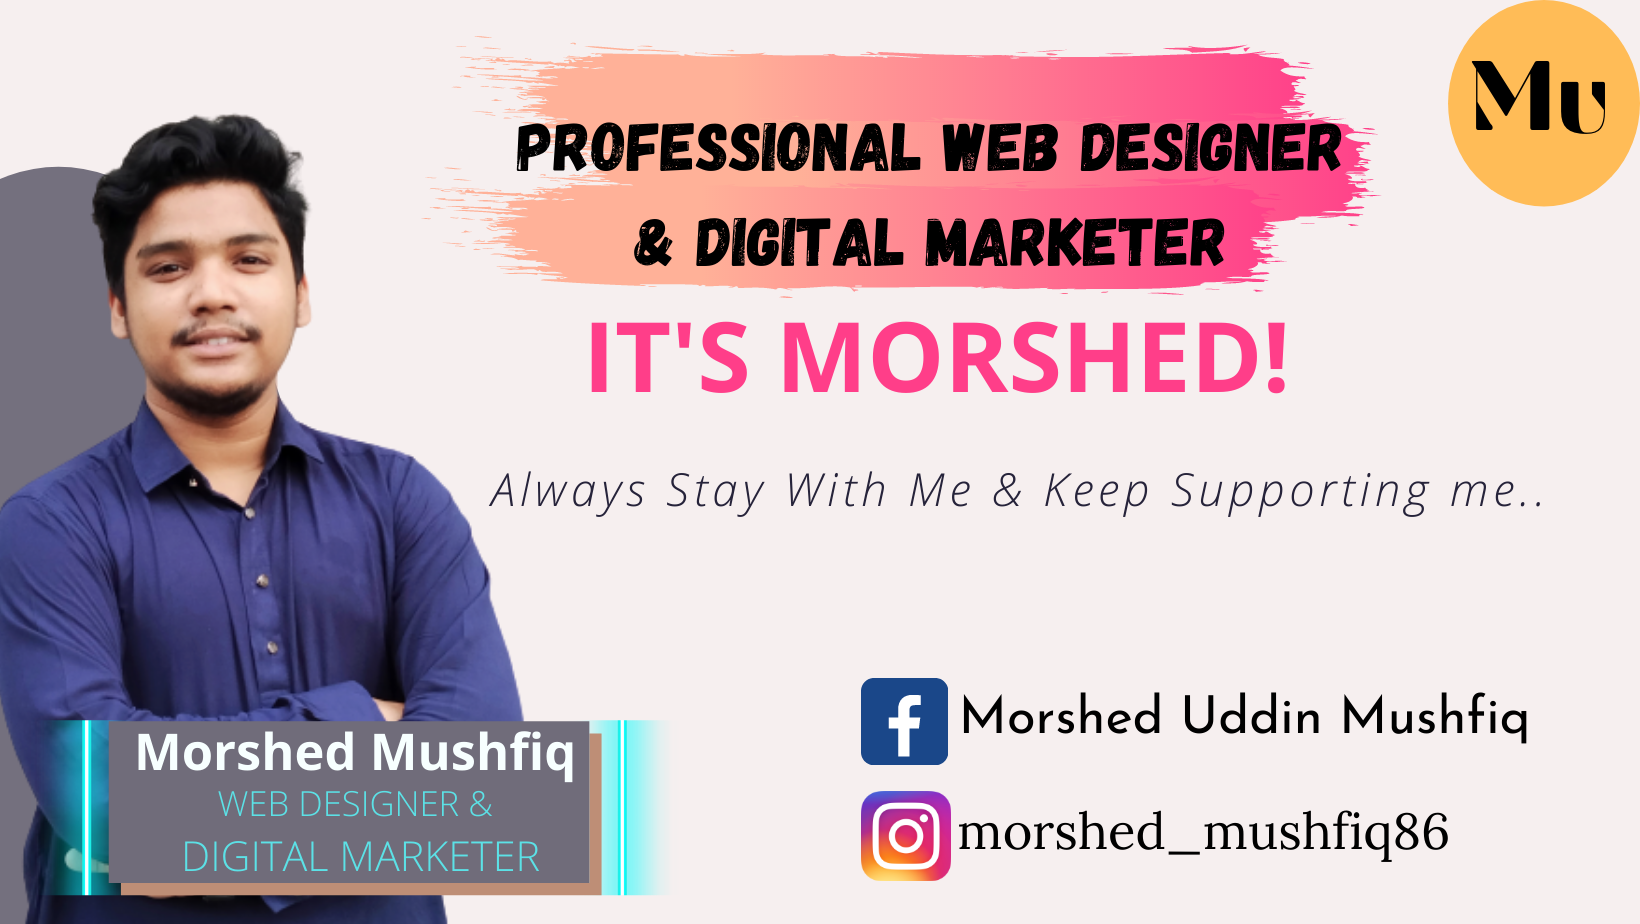 Mu
PROFESSIONAL WEB DESIGNER
& DIGITAL MARKETER
IT'S MORSHED!
Always Stay With Me & Keep Supporting me..
Morshed Uddin Mushfiq
morshed_mushfiq86
Morshed Mushfiq
WEB DESIGNER &
DIGITAL MARKETER